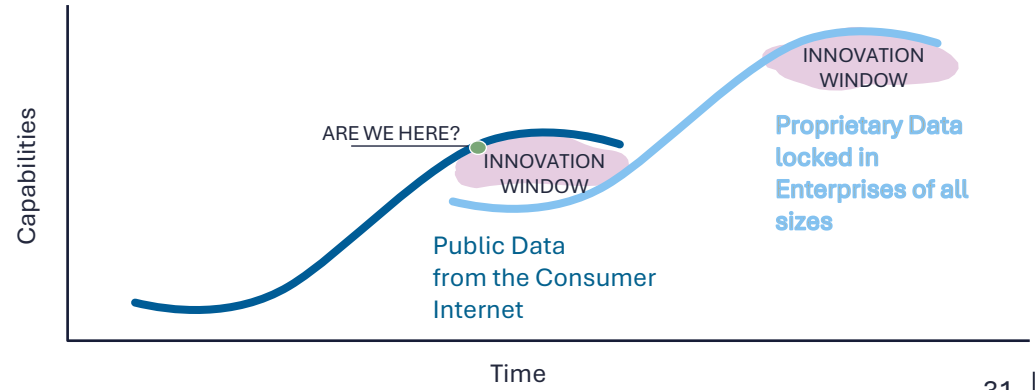 INNOVATION
WINDOW
Proprietary Data
locked in
Enterprises of all
sizes
ARE WE HERE?
INNOVATION
WINDOW
Public Data
from the Consumer
Internet
Capabilities
Time
31